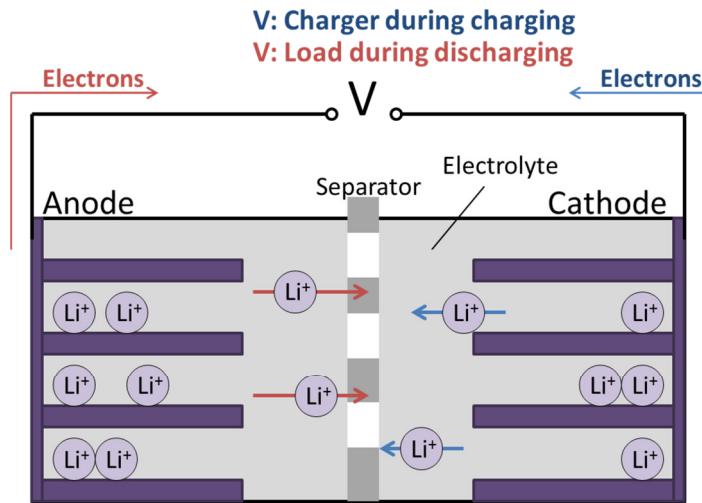 V: Charger during charging
V: Load during discharging
Electrons
V
Electrons
Electrolyte
Separator
Anode
Cathode
Li+
Li+
Li+ Li+
Li+
Li+
Li+ Li+
Li+ Li+
Li+
Li+
Li+ Li+
Li+